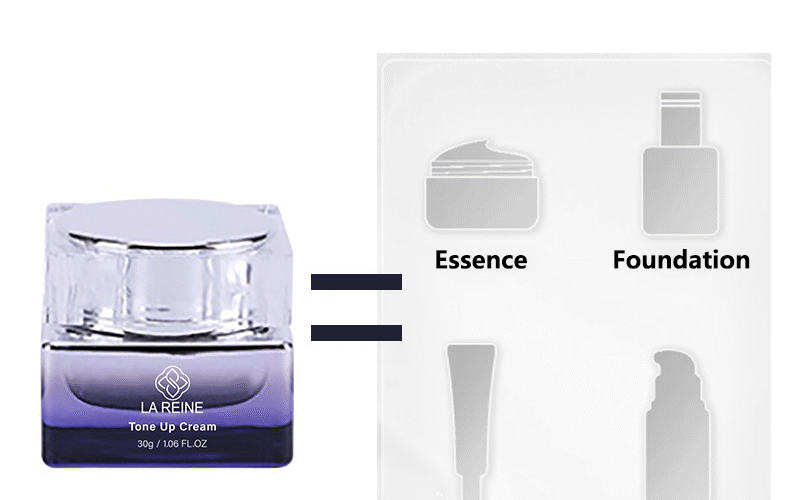 LA REINE
Tone Up Cream
30g / 1.06 FL.OZ
Essence
Foundation